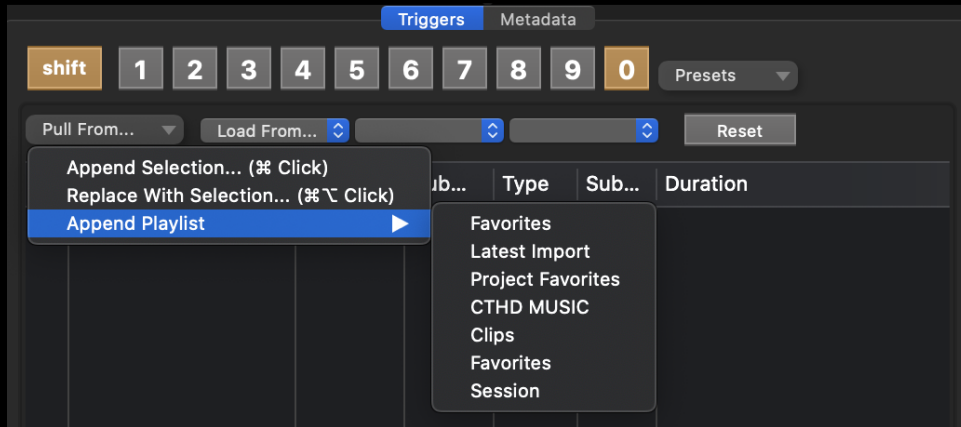 Triggers Metadata
shift 1 2 3 4 5 6 7 8 9 0 Presets
Pull From... Load From... Reset
Append Selection... (⌘ Click)
Replace With Selection... (⌘⌥ Click)
Append Playlist
ub... Type Sub... Duration
Favorites
Latest Import
Project Favorites
CTHD MUSIC
Clips
Favorites
Session